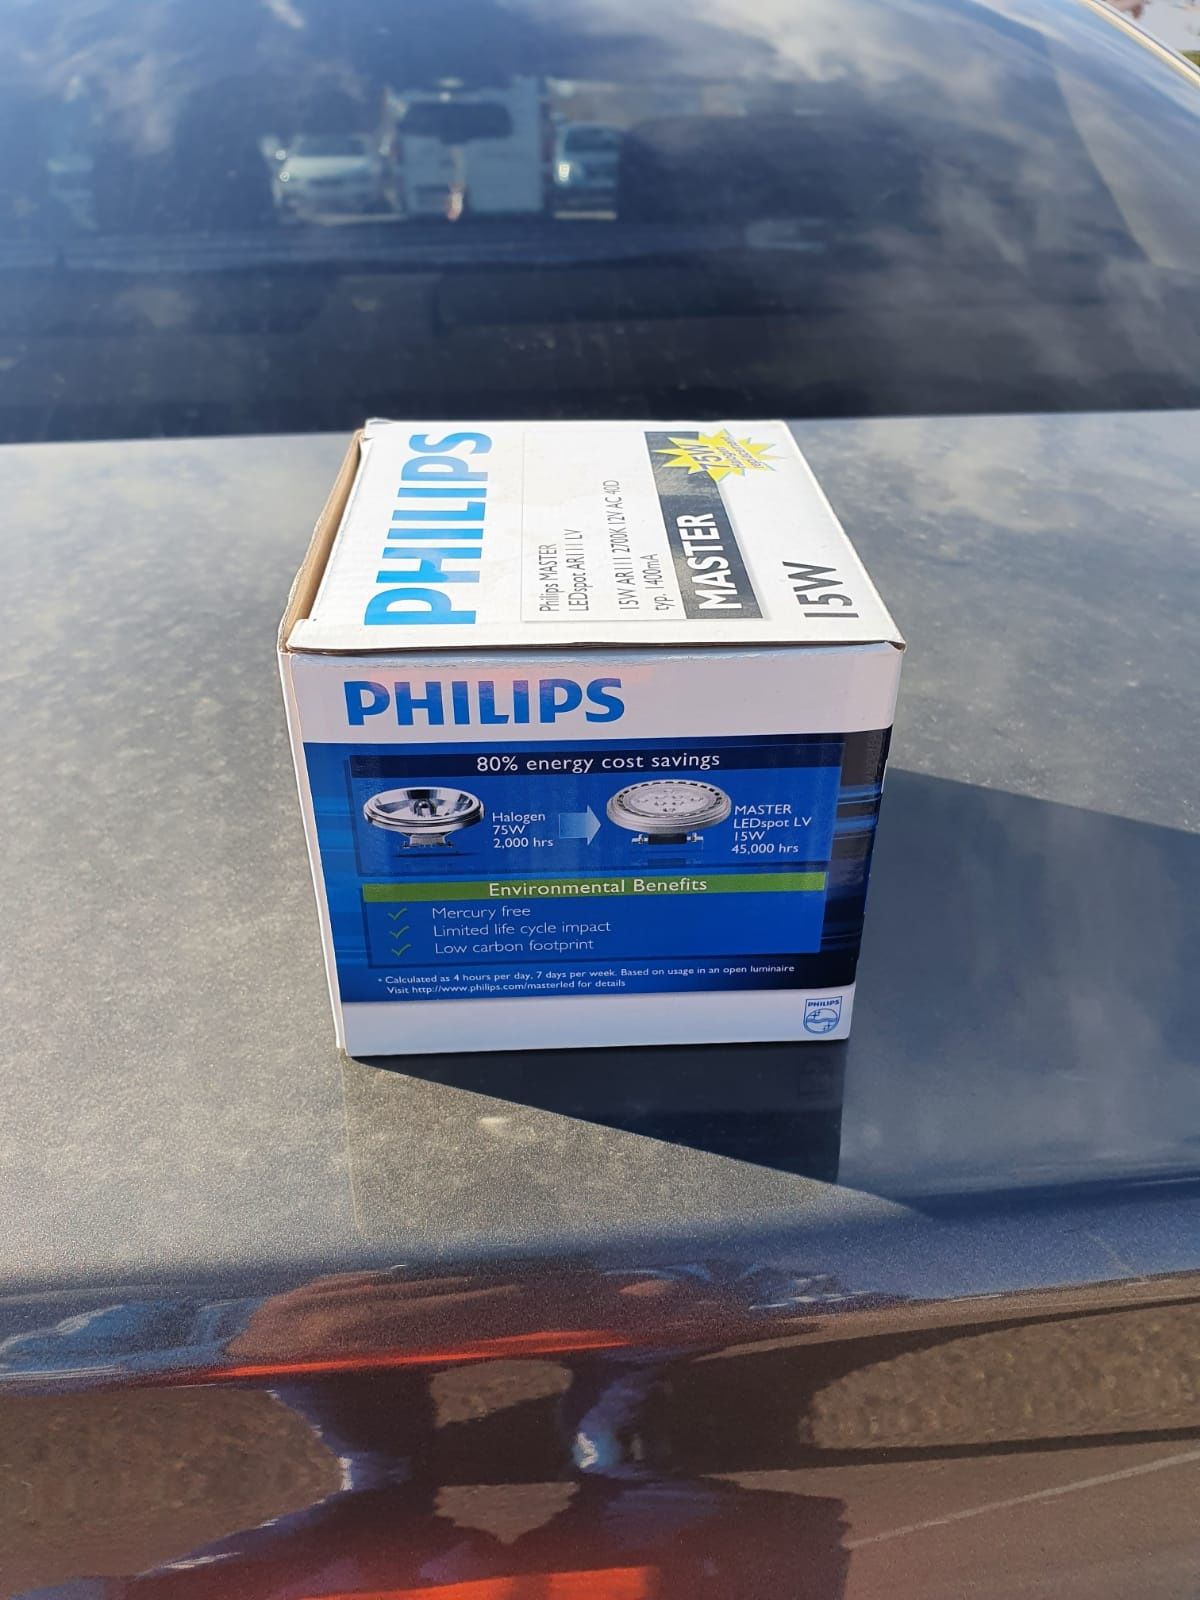 PHILIPS
Philips MASTER
LEDspot AR111 LV
15W AR111 2700K 12V AC 40D
typ. 1400mA
MASTER
75W
Halogen
replacement
15W
PHILIPS
80% energy cost savings
Halogen
75W
2,000 hrs
MASTER
LEDspot LV
15W
45,000 hrs
Environmental Benefits
Mercury free
Limited life cycle impact
Low carbon footprint
* Calculated as 4 hours per day, 7 days per week. Based on usage in an open luminaire
Visit http://www.philips.com/masterled for details
PHILIPS